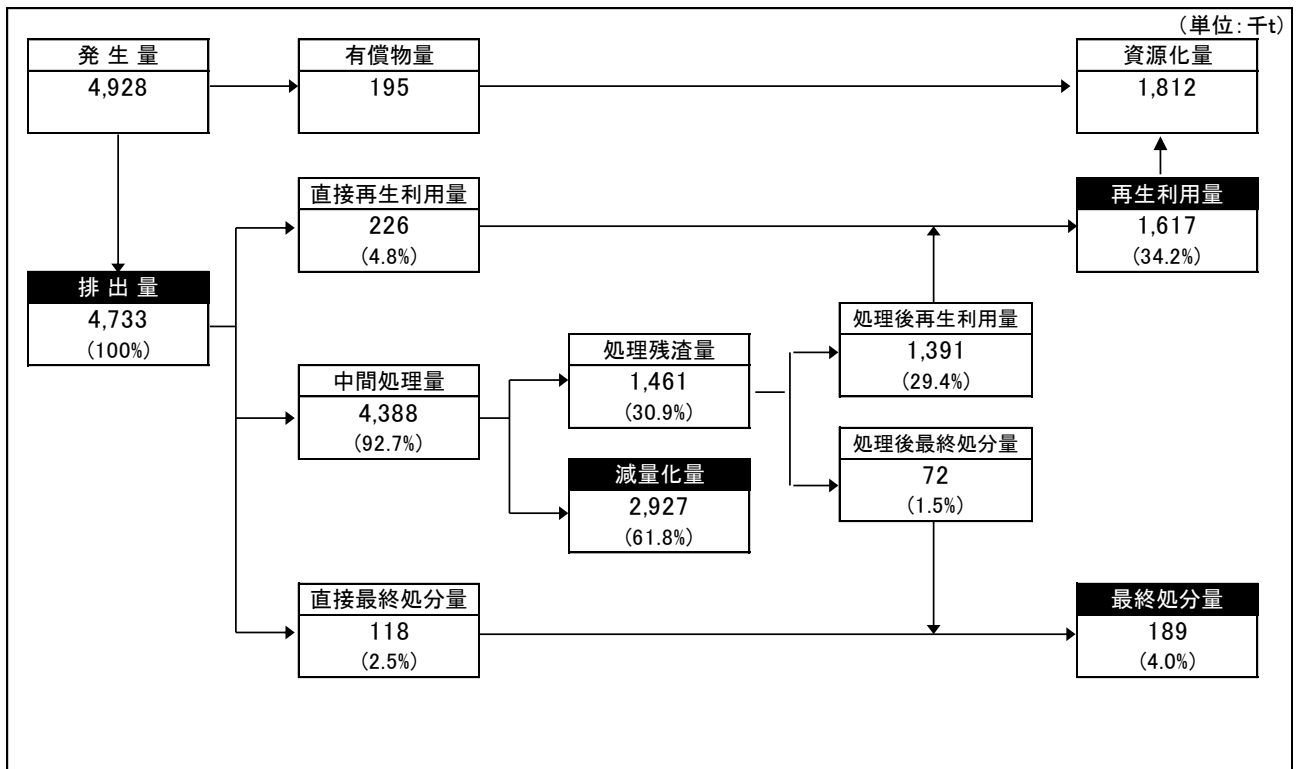 （単位：千t）
発 生 量
4,928
有償物量
195
資源化量
1,812
直接再生利用量
226
(4.8%)
再生利用量
1,617
(34.2%)
排 出 量
4,733
(100%)
中間処理量
4,388
(92.7%)
処理残渣量
1,461
(30.9%)
処理後再生利用量
1,391
(29.4%)
減量化量
2,927
(61.8%)
処理後最終処分量
72
(1.5%)
直接最終処分量
118
(2.5%)
最終処分量
189
(4.0%)